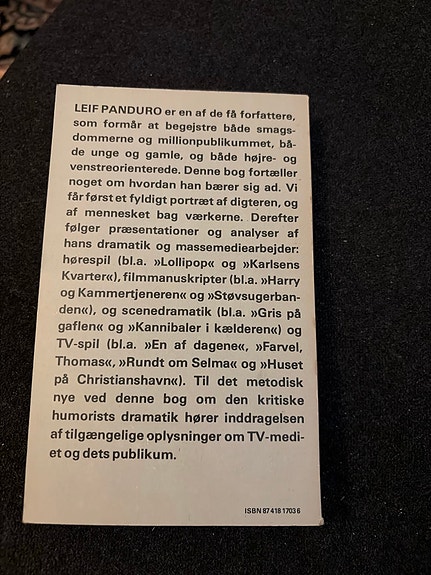 LEIF PANDURO er en af de få forfattere,
som formår at begejstre både smags-
dommerne og millionpublikummet, bå-
de unge og gamle, og både højre- og
venstreorienterede. Denne bog fortæller
noget om hvordan han bærer sig ad. Vi
får først et fyldigt portræt af digteren, og
af mennesket bag værkerne. Derefter
følger præsentationer og analyser af
hans dramatik og massemediearbejder:
hørespil (bl.a. »Lollipop« og »Karlsens
Kvarter«), filmmanuskripter (bl.a. »Harry
og Kammertjeneren« og »Støvsugerban-
den«), og scenedramatik (bl.a. »Gris på
gaflen« og »Kannibaler i kælderen«) og
TV-spil (bl.a. »En af dagene«, »Farvel,
Thomas«, »Rundt om Selma« og »Huset
på Christianshavn«). Til det metodisk
nye ved denne bog om den kritiske
humorists dramatik hører inddragelsen
af tilgængelige oplysninger om TV-medi-
et og dets publikum.
ISBN 87 418 1703 6